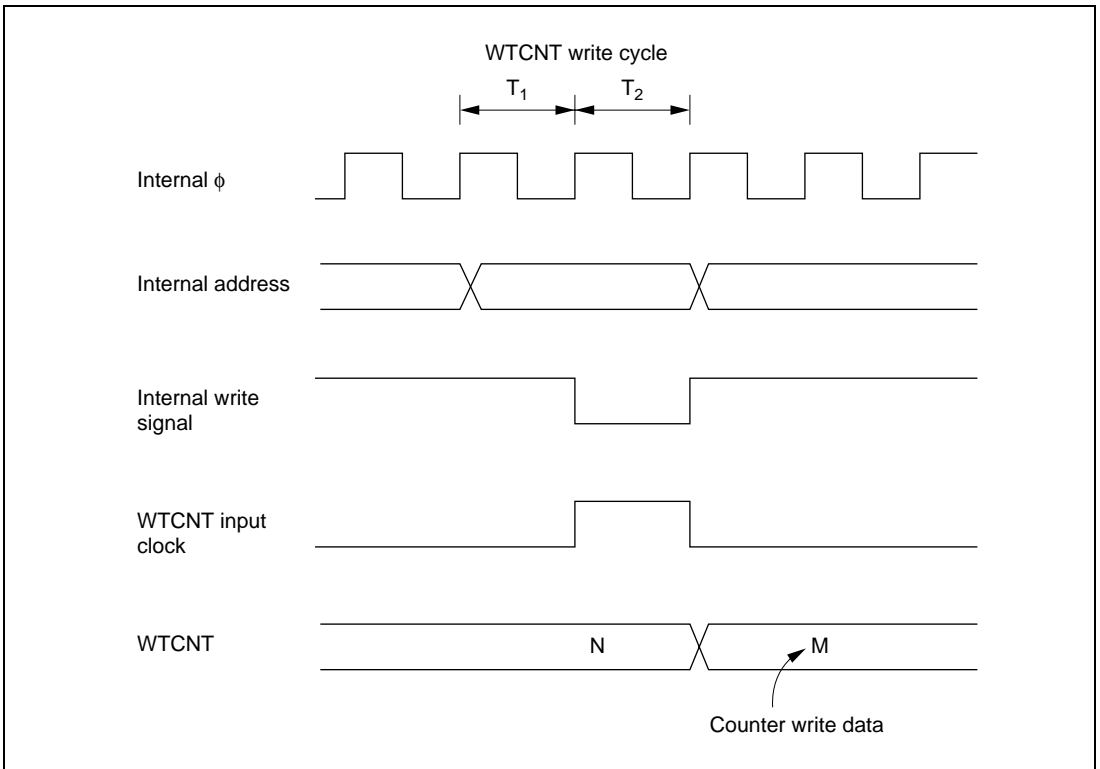 WTCNT write cycle
T₁ T₂
Internal ϕ
Internal address
Internal write
signal
WTCNT input
clock
WTCNT N M
Counter write data